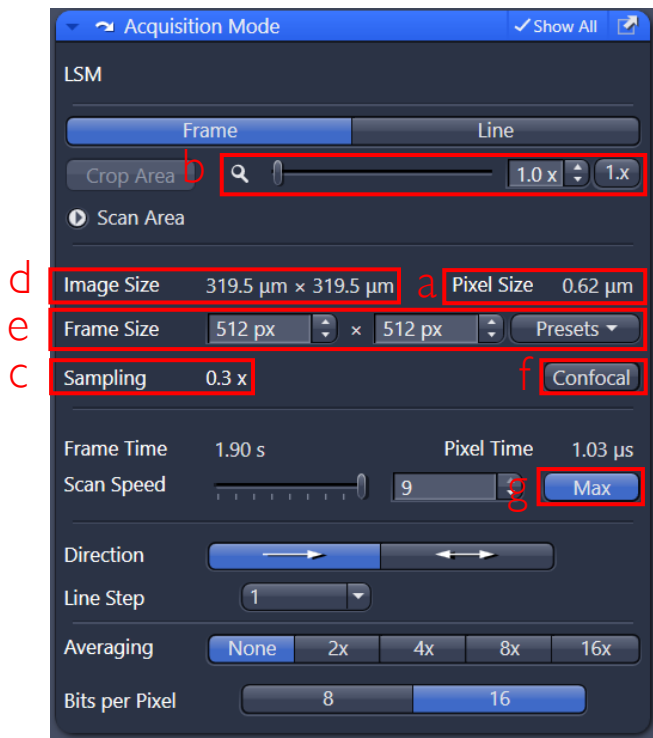 Acquisition Mode Show All
LSM
Frame Line
Crop Area b 1.0 x 1.x
Scan Area
d Image Size 319.5 µm × 319.5 µm a Pixel Size 0.62 µm
e Frame Size 512 px × 512 px Presets
c Sampling 0.3 x f Confocal
Frame Time 1.90 s Pixel Time 1.03 µs
Scan Speed 9 g Max
Direction
Line Step 1
Averaging None 2x 4x 8x 16x
Bits per Pixel 8 16